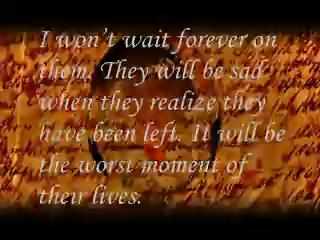 I won't wait forever on
them. They will be sad
when they realize they
have been left. It will be
the worst moment of
their lives.